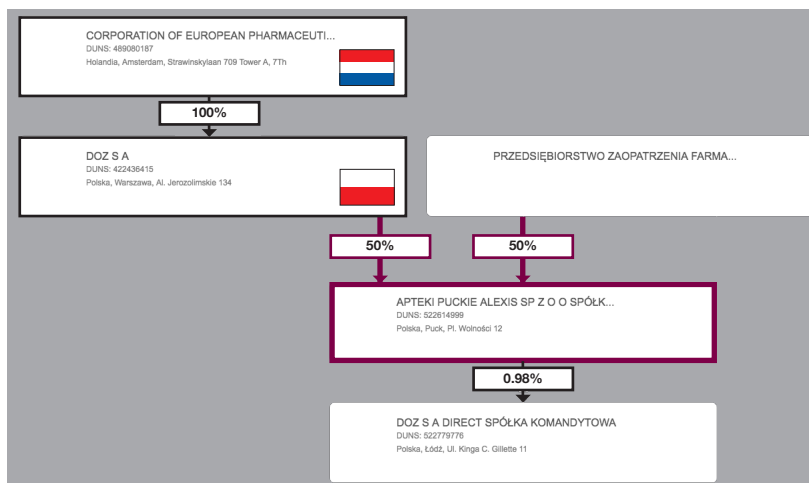 CORPORATION OF EUROPEAN PHARMACEUTI...
DUNS: 489080187
Holandia, Amsterdam, Strawinskylaan 709 Tower A, 7Th
100%
DOZ S A
DUNS: 422436415
Polska, Warszawa, Al. Jerozolimskie 134
PRZEDSIĘBIORSTWO ZAOPATRZENIA FARMA...
50%
50%
APTEKI PUCKIE ALEXIS SP Z O O SPÓŁK...
DUNS: 522614999
Polska, Puck, Pl. Wolności 12
0.98%
DOZ S A DIRECT SPÓŁKA KOMANDYTOWA
DUNS: 522779776
Polska, Łódź, Ul. Kinga C. Gillette 11